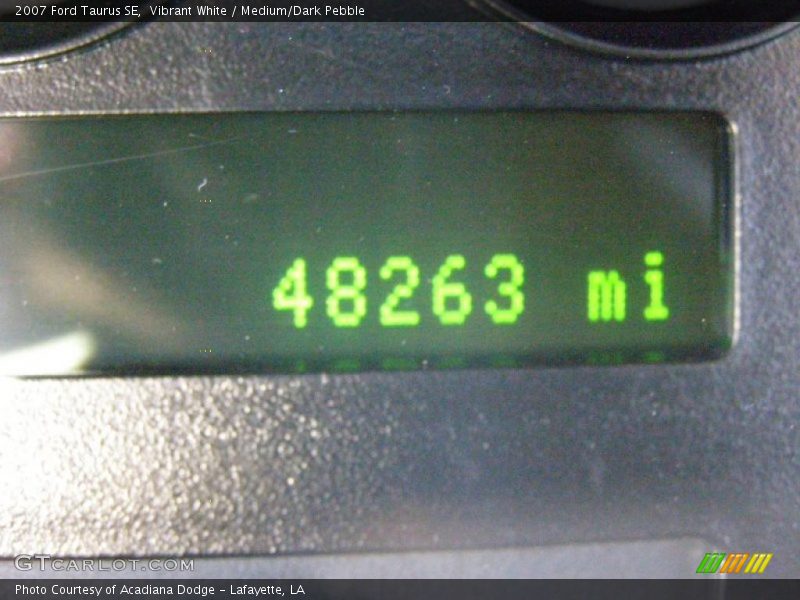 2007 Ford Taurus SE, Vibrant White / Medium/Dark Pebble
48263 mi
GTCARLOT.COM
Photo Courtesy of Acadiana Dodge - Lafayette, LA